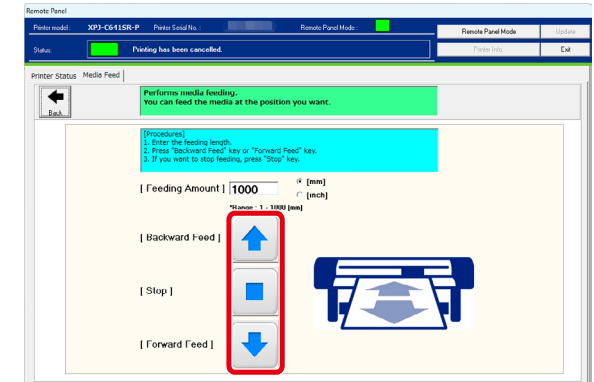 Remote Panel
Printer model : XPJ-C641SR-P Printer Serial No. : Remote Panel Mode :
Remote Panel Mode Update
Status: Printing has been cancelled.
Printer Info. Exit
Printer Status Media Feed
Back
Performs media feeding.
You can feed the media at the position you want.
[Procedures]
1. Enter the feeding length.
2. Press "Backward Feed" key or "Forward Feed" key.
3. If you want to stop feeding, press "Stop" key.
[ Feeding Amount ] 1000 [mm]
[inch]
*Range : 1 - 1000 [mm]
[ Backward Feed ]
[ Stop ]
[ Forward Feed ]